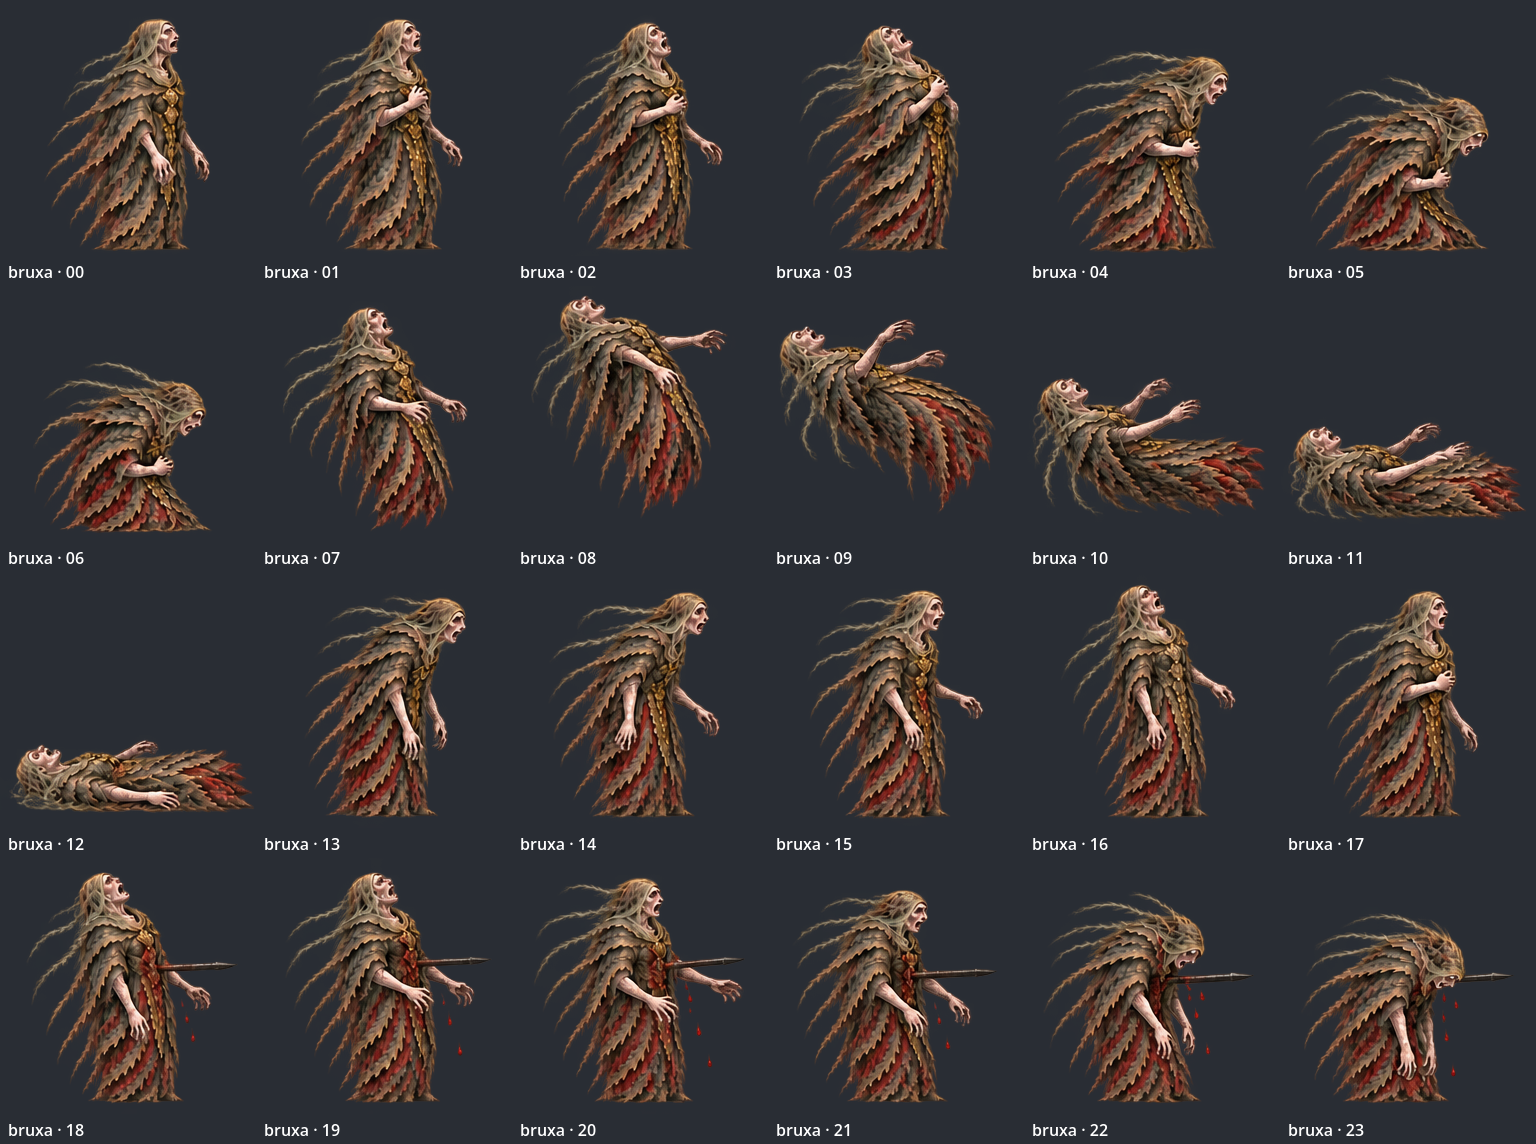 bruxa · 00
bruxa · 01
bruxa · 02
bruxa · 03
bruxa · 04
bruxa · 05
bruxa · 06
bruxa · 07
bruxa · 08
bruxa · 09
bruxa · 10
bruxa · 11
bruxa · 12
bruxa · 13
bruxa · 14
bruxa · 15
bruxa · 16
bruxa · 17
bruxa · 18
bruxa · 19
bruxa · 20
bruxa · 21
bruxa · 22
bruxa · 23